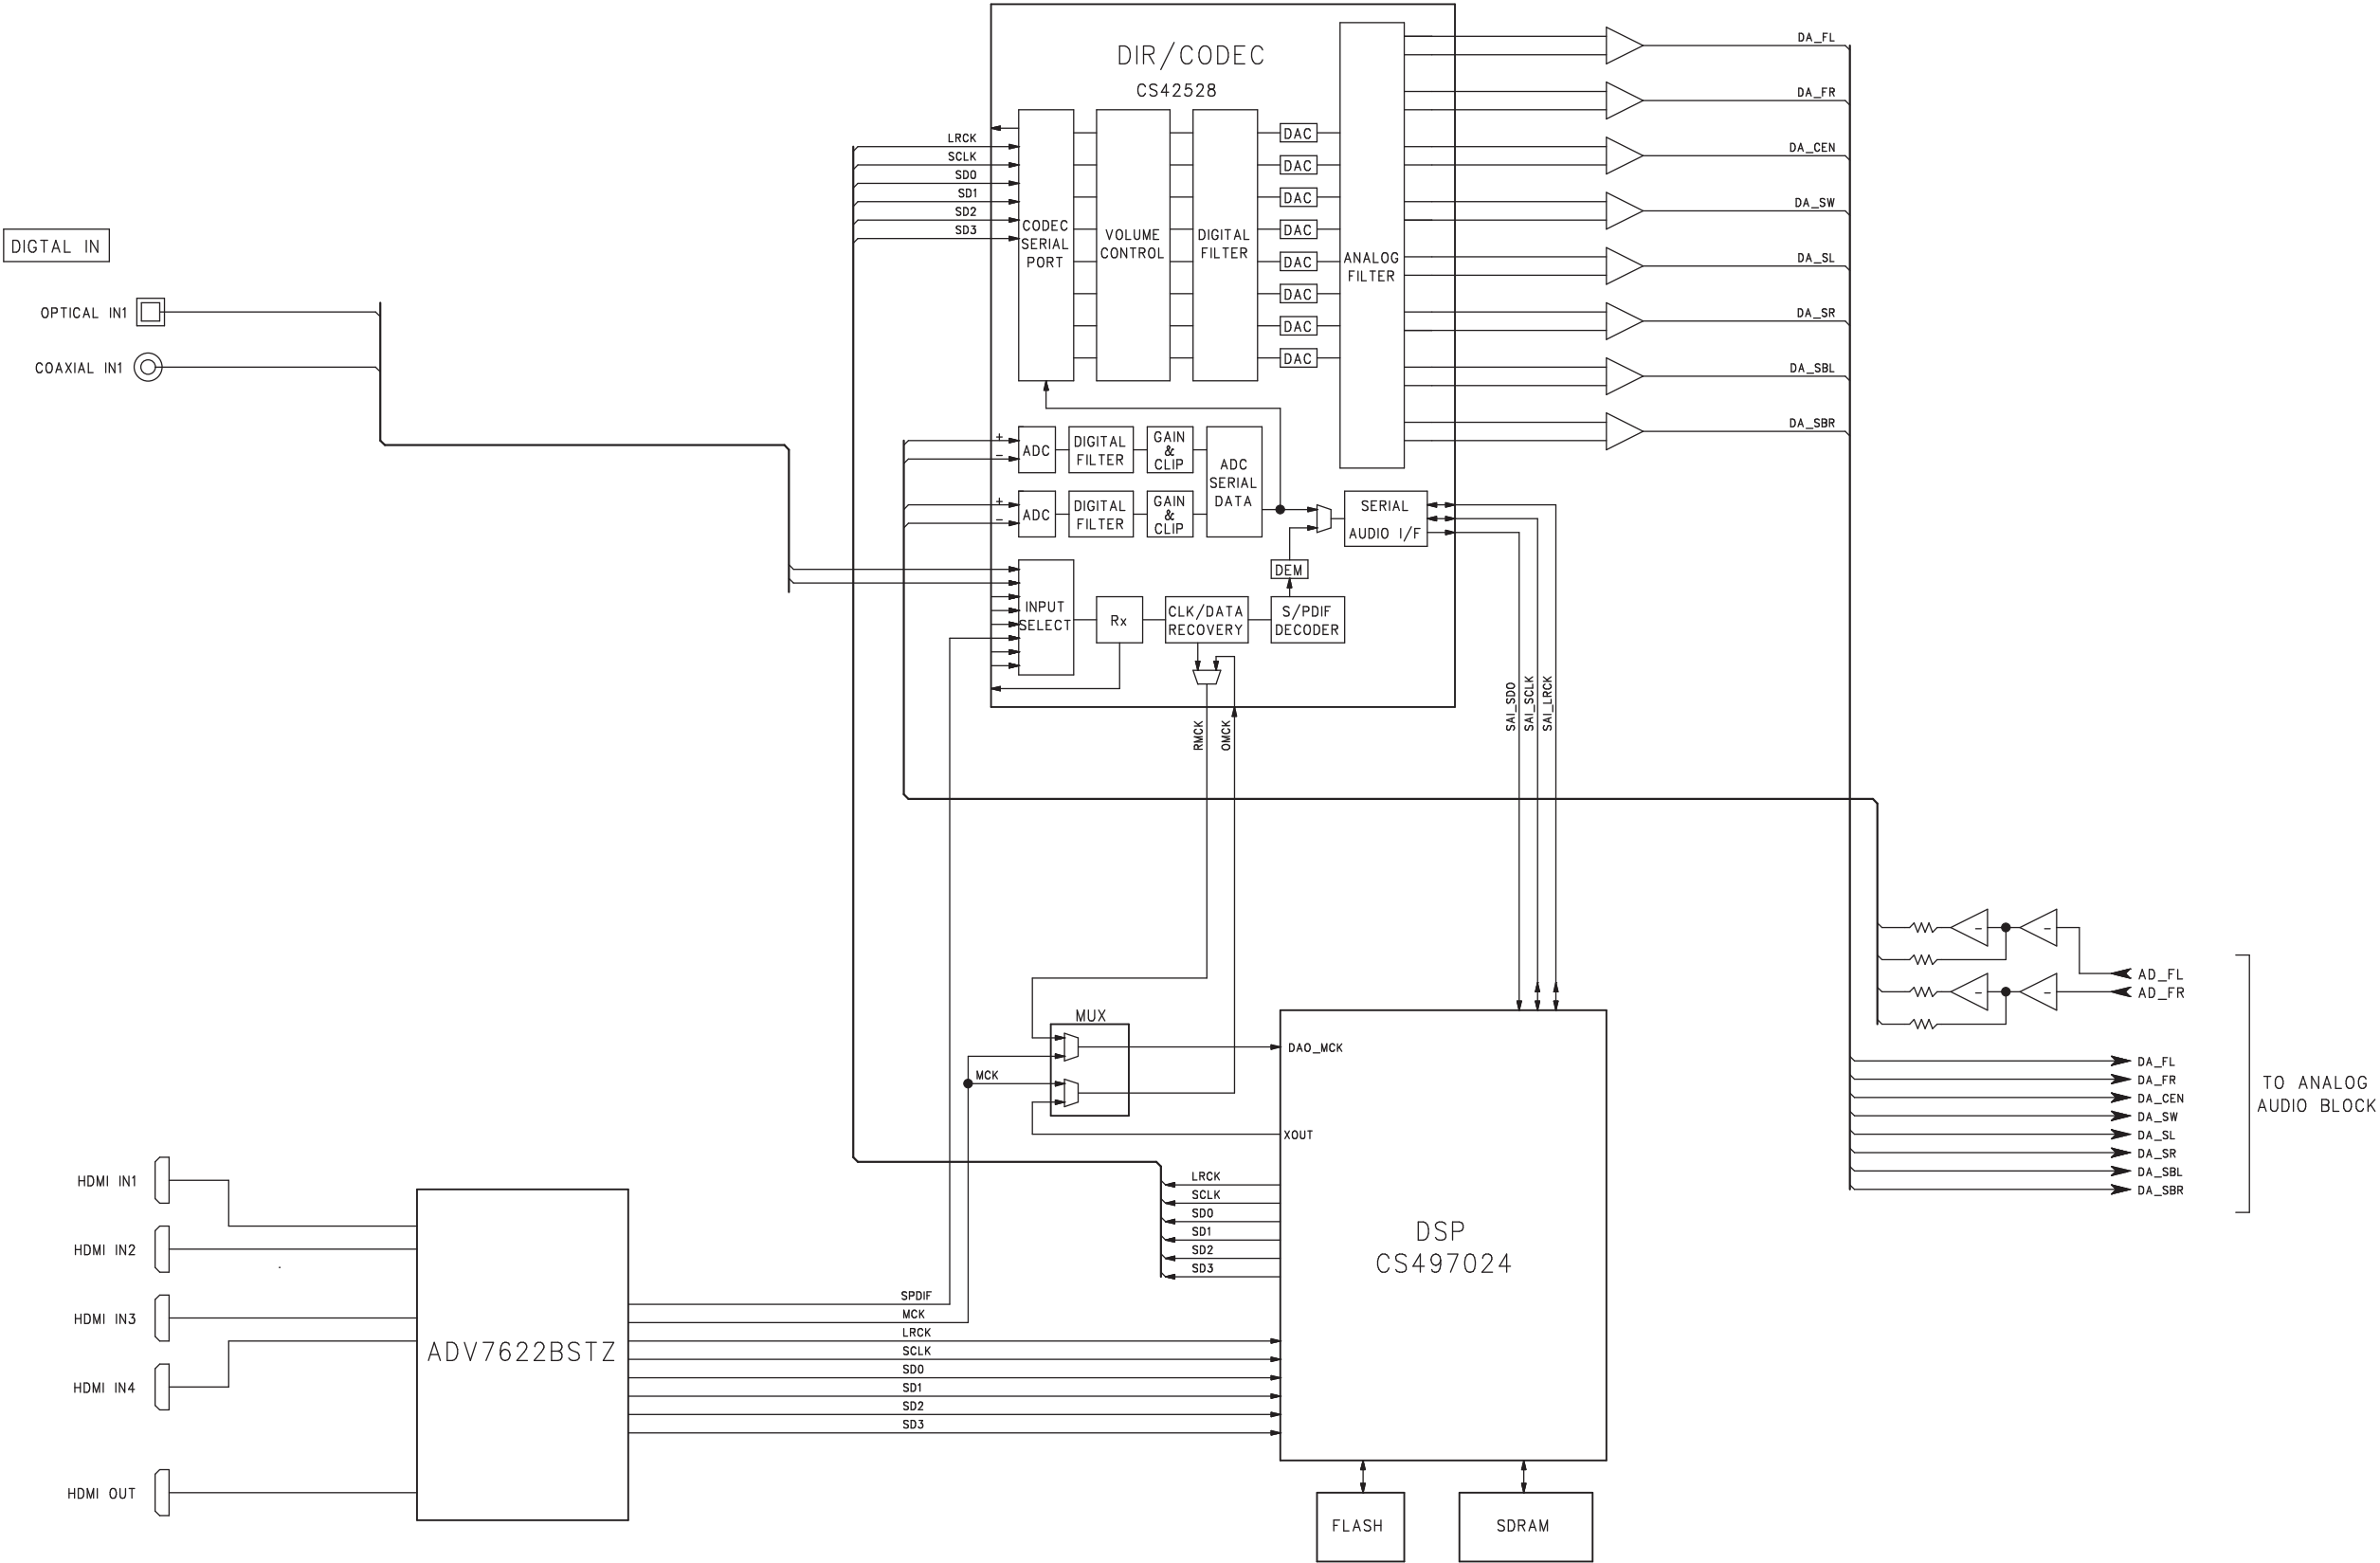 DIR/CODEC
CS42528
LRCK
SCLK
SD0
SD1
SD2
SD3
CODEC
SERIAL
PORT
VOLUME
CONTROL
DIGITAL
FILTER
DAC
DAC
DAC
DAC
DAC
DAC
DAC
DAC
ANALOG
FILTER
DA_FL
DA_FR
DA_CEN
DA_SW
DA_SL
DA_SR
DA_SBL
DA_SBR
DIGTAL IN
OPTICAL IN1
COAXIAL IN1
+
-
ADC
DIGITAL
FILTER
GAIN
&
CLIP
ADC
SERIAL
DATA
+
-
ADC
DIGITAL
FILTER
GAIN
&
CLIP
SERIAL
AUDIO I/F
DEM
INPUT
SELECT
Rx
CLK/DATA
RECOVERY
S/PDIF
DECODER
RMCK
OMCK
SAI_SDO
SAI_SCLK
SAI_LRCK
-
-
-
-
AD_FL
AD_FR
MUX
MCK
DAO_MCK
XOUT
DA_FL
DA_FR
DA_CEN
DA_SW
DA_SL
DA_SR
DA_SBL
DA_SBR
TO ANALOG
AUDIO BLOCK
LRCK
SCLK
SD0
SD1
SD2
SD3
DSP
CS497024
HDMI IN1
HDMI IN2
HDMI IN3
HDMI IN4
HDMI OUT
ADV7622BSTZ
SPDIF
MCK
LRCK
SCLK
SD0
SD1
SD2
SD3
FLASH
SDRAM